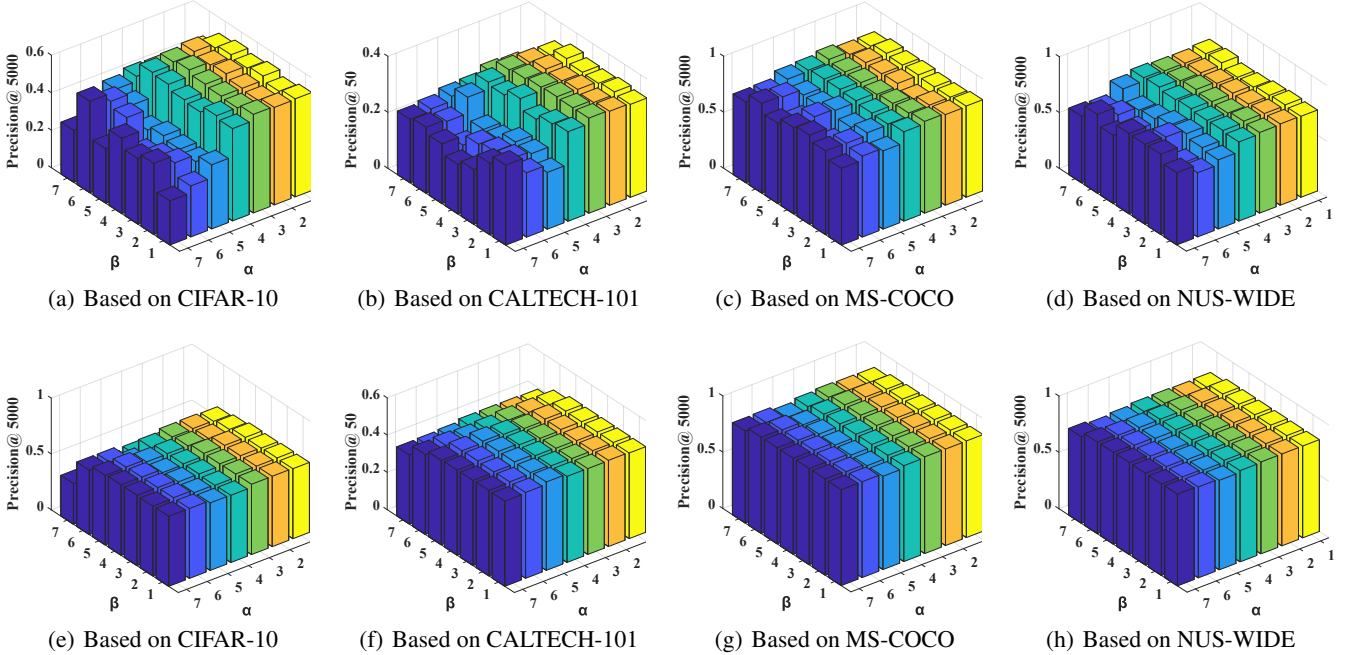 0.6
0.4
0.2
0
Precision@ 5000
7 6 5 4 3 2 1
β
7 6 5 4 3 2
α
(a) Based on CIFAR-10
0.4
0.2
0
Precision@ 50
7 6 5 4 3 2 1
β
7 6 5 4 3 2
α
(b) Based on CALTECH-101
1
0.5
0
Precision@ 5000
7 6 5 4 3 2 1
β
7 6 5 4 3 2
α
(c) Based on MS-COCO
1
0.5
0
Precision@ 5000
7 6 5 4 3 2 1
β
7 6 5 4 3 2 1
α
(d) Based on NUS-WIDE
1
0.5
0
Precision@ 5000
7 6 5 4 3 2 1
β
7 6 5 4 3 2
α
(e) Based on CIFAR-10
0.6
0.4
0.2
0
Precision@ 50
7 6 5 4 3 2 1
β
7 6 5 4 3 2
α
(f) Based on CALTECH-101
1
0.5
0
Precision@ 5000
7 6 5 4 3 2 1
β
7 6 5 4 3 2
α
(g) Based on MS-COCO
1
0.5
0
Precision@ 5000
7 6 5 4 3 2 1
β
7 6 5 4 3 2 1
α
(h) Based on NUS-WIDE